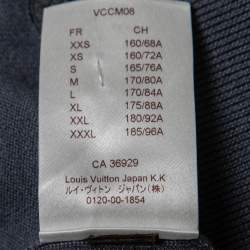 VCCM08
FR CH
XXS 160/68A
XS 160/72A
S 165/76A
M 170/80A
L 170/84A
XL 175/88A
XXL 180/92A
XXXL 185/96A
CA 36929
Louis Vuitton Japan K.K
ルイ・ヴィトン ジャパン(株)
0120-00-1854